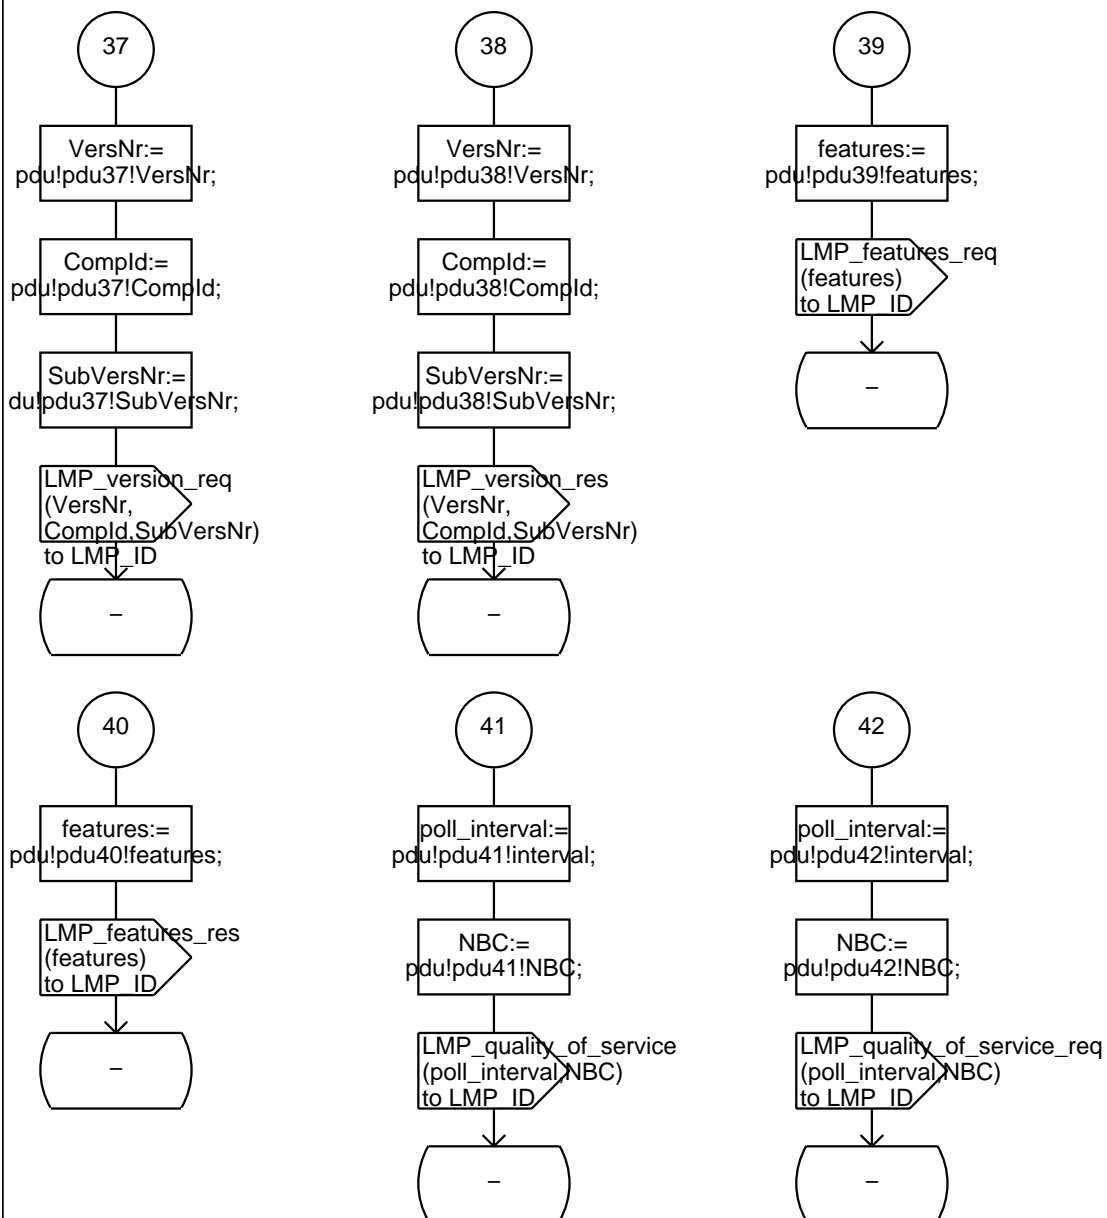 37
VersNr:=
pdu!pdu37!VersNr;
CompId:=
pdu!pdu37!CompId;
SubVersNr:=
du!pdu37!SubVersNr;
LMP_version_req
(VersNr,
CompId,SubVersNr)
to LMP_ID
–
38
VersNr:=
pdu!pdu38!VersNr;
CompId:=
pdu!pdu38!CompId;
SubVersNr:=
pdu!pdu38!SubVersNr;
LMP_version_res
(VersNr,
CompId,SubVersNr)
to LMP_ID
–
39
features:=
pdu!pdu39!features;
LMP_features_req
(features)
to LMP_ID
–
40
features:=
pdu!pdu40!features;
LMP_features_res
(features)
to LMP_ID
–
41
poll_interval:=
pdu!pdu41!interval;
NBC:=
pdu!pdu41!NBC;
LMP_quality_of_service
(poll_interval,NBC)
to LMP_ID
–
42
poll_interval:=
pdu!pdu42!interval;
NBC:=
pdu!pdu42!NBC;
LMP_quality_of_service_req
(poll_interval,NBC)
to LMP_ID
–